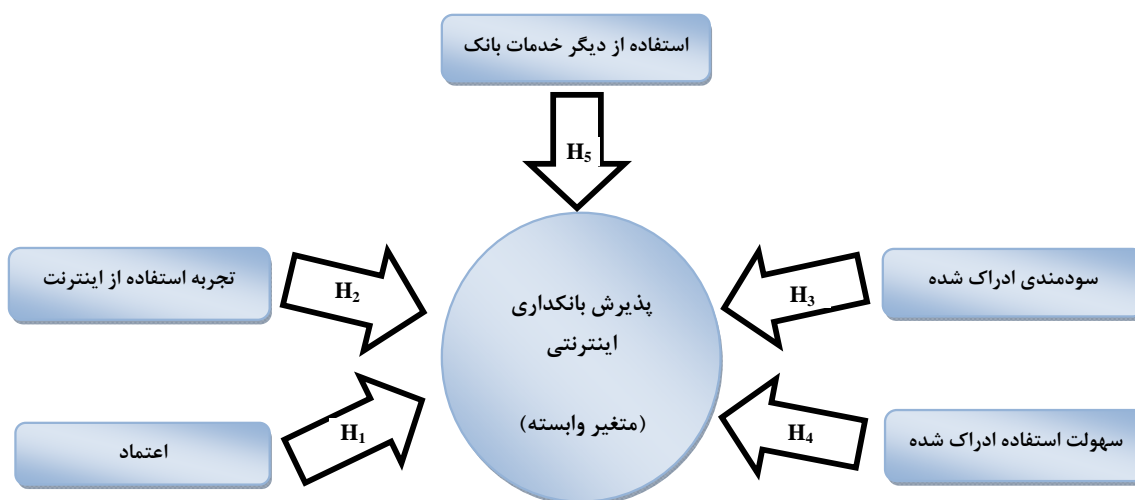 استفاده از دیگر خدمات بانک
H5
تجربه استفاده از اینترنت
H2
پذیرش بانکداری
اینترنتی
(متغیر وابسته)
H3
سودمندی ادراک شده
اعتماد
H1
H4
سهولت استفاده ادراک شده